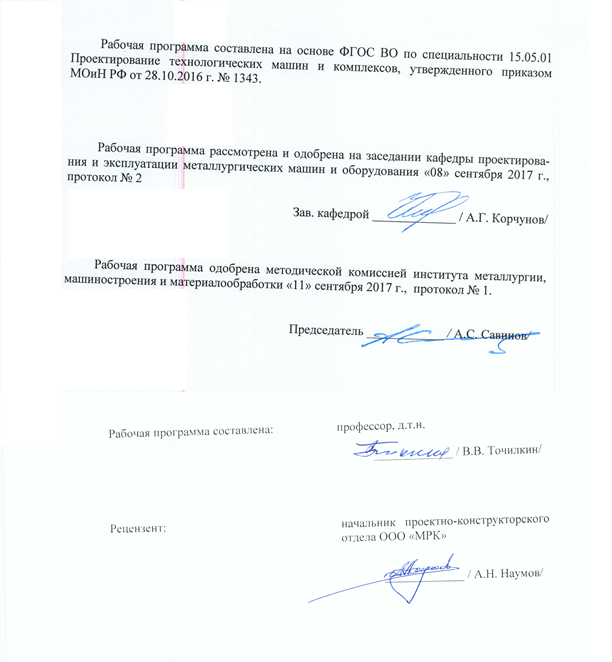 Рабочая программа составлена на основе ФГОС ВО по специальности 15.05.01
Проектирование технологических машин и комплексов, утвержденного приказом
МОиН РФ от 28.10.2016 г. № 1343.
Рабочая программа рассмотрена и одобрена на заседании кафедры проектирова-
ния и эксплуатации металлургических машин и оборудования «08» сентября 2017 г.,
протокол № 2
Зав. кафедрой / А.Г. Корчунов/
Рабочая программа одобрена методической комиссией института металлургии,
машиностроения и материалообработки «11» сентября 2017 г., протокол № 1.
Председатель / А.С. Савинов/
Рабочая программа составлена: профессор, д.т.н.
/ В.В. Точилкин/
Рецензент: начальник проектно-конструкторского
отдела ООО «МРК»
/ А.Н. Наумов/